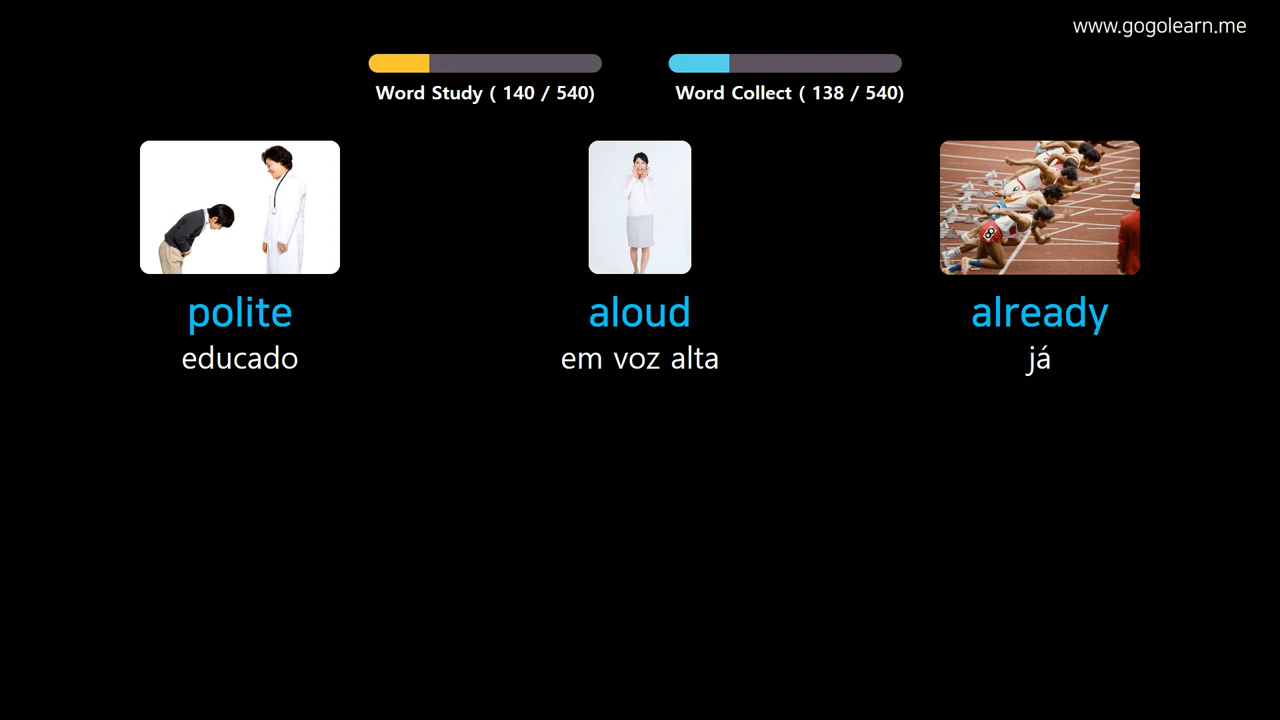 www.gogolearn.me
Word Study ( 140 / 540)
Word Collect ( 138 / 540)
polite
educado
aloud
em voz alta
already
já